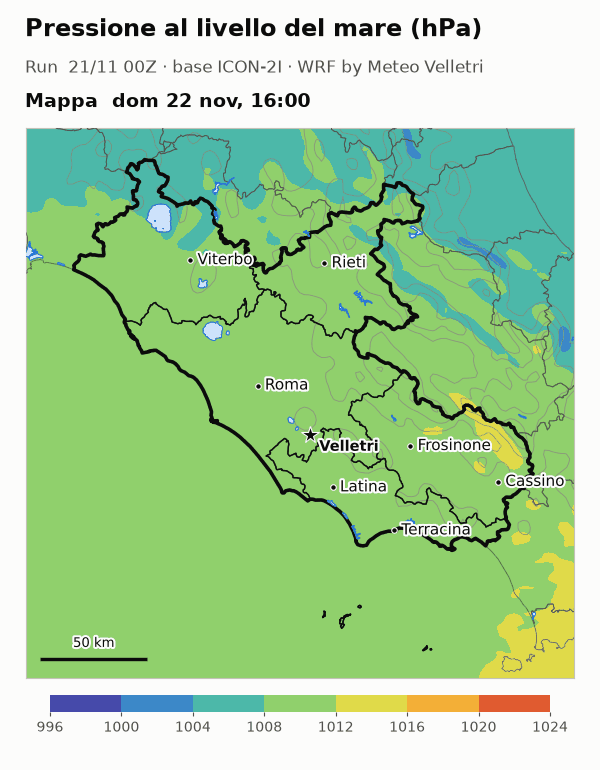 Pressione al livello del mare (hPa)
Run  21/11 00Z · base ICON-2I · WRF by Meteo Velletri
Mappa  dom 22 nov, 16:00
Viterbo
Rieti
Roma
Velletri
Frosinone
Cassino
Latina
Terracina
50 km
996 1000 1004 1008 1012 1016 1020 1024